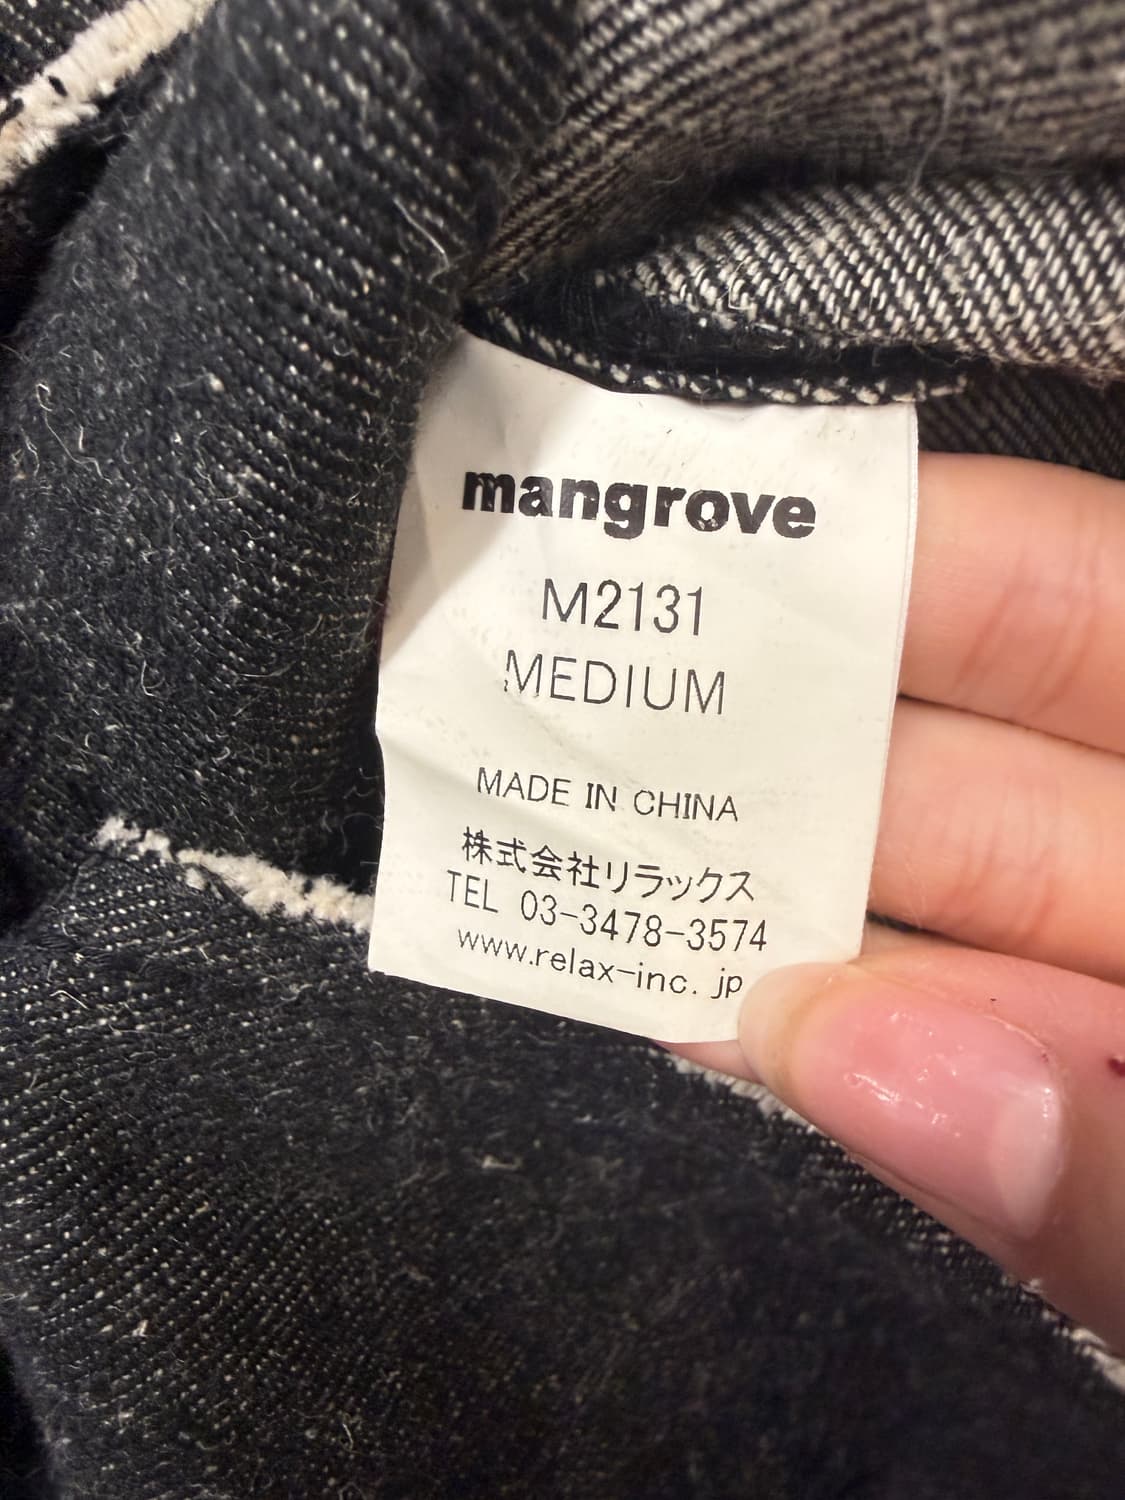 mangrove
M2131
MEDIUM
MADE IN CHINA
株式会社リラックス
TEL 03-3478-3574
www.relax-inc.jp